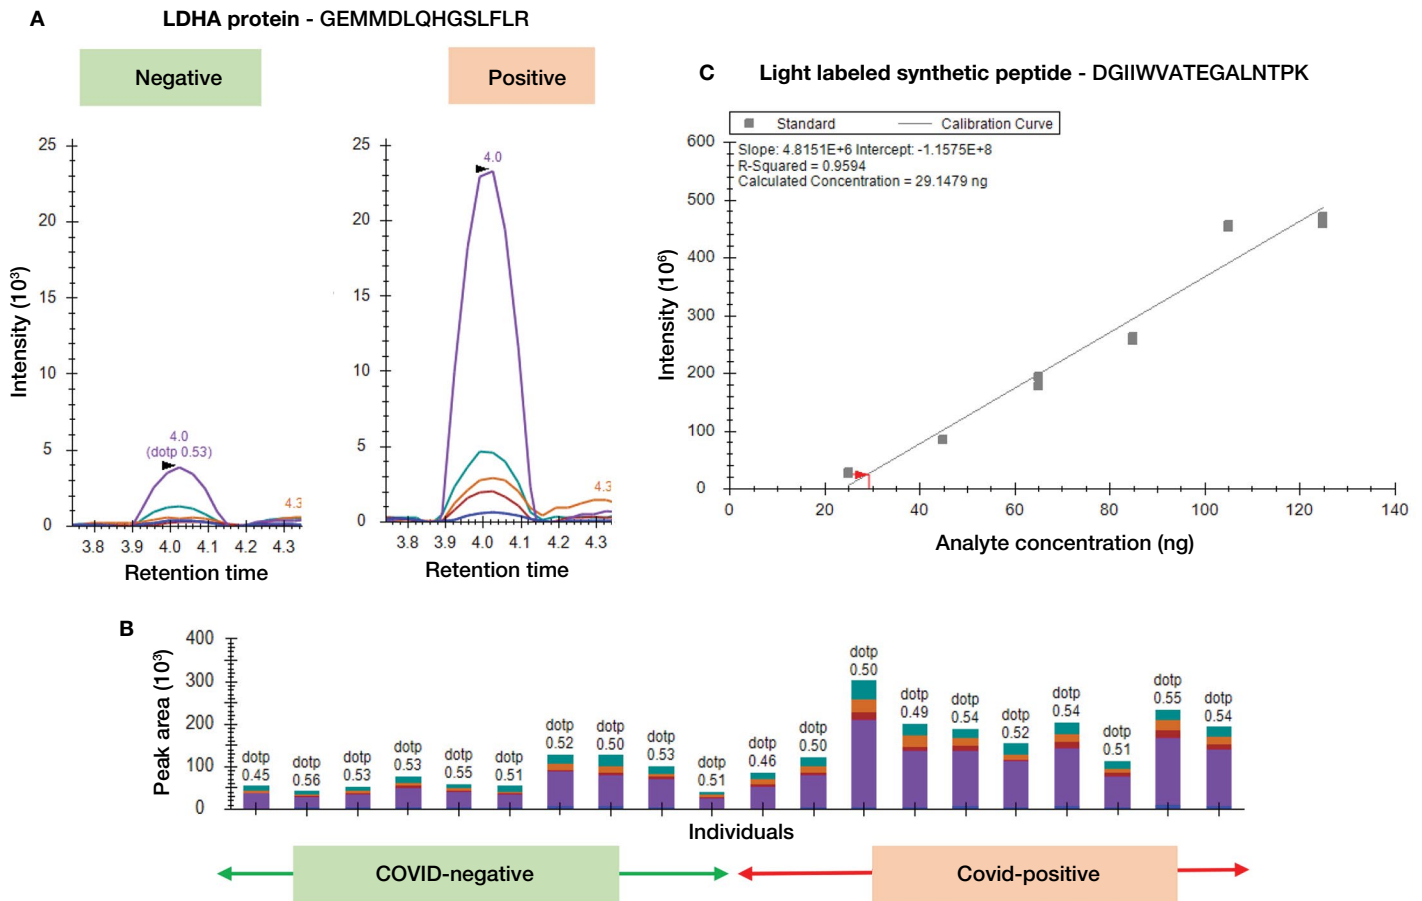 A
LDHA protein - GEMMDLQHGSLFLR
Negative
Positive
Intensity (10³)
25
20
15
10
5
0
4.0
(dotp 0.53)
4.3
3.8 3.9 4.0 4.1 4.2 4.3
Retention time
25
20
15
10
5
0
4.0
4.3
3.8 3.9 4.0 4.1 4.2 4.3
Retention time
C
Light labeled synthetic peptide - DGIIWVATEGALNTPK
Standard
Calibration Curve
Slope: 4.8151E+6 Intercept: -1.1575E+8
R-Squared = 0.9594
Calculated Concentration = 29.1479 ng
Intensity (10⁶)
600
500
400
300
200
100
0
0 20 40 60 80 100 120 140
Analyte concentration (ng)
B
Peak area (10³)
400
300
200
100
0
dotp
0.45
dotp
0.56
dotp
0.53
dotp
0.53
dotp
0.55
dotp
0.51
dotp
0.52
dotp
0.50
dotp
0.53
dotp
0.51
dotp
0.46
dotp
0.50
dotp
0.50
dotp
0.49
dotp
0.54
dotp
0.52
dotp
0.54
dotp
0.51
dotp
0.55
dotp
0.54
Individuals
COVID-negative
Covid-positive